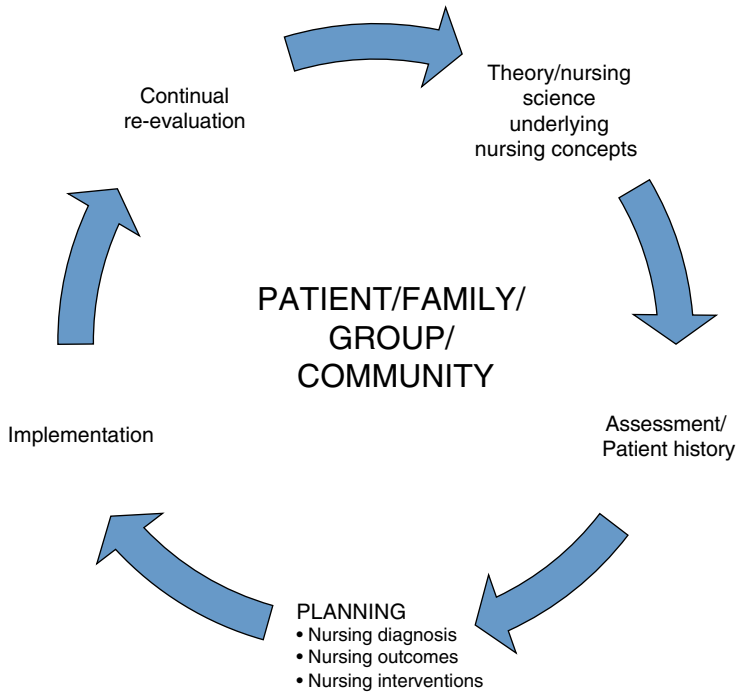 Continual
re-evaluation
Theory/nursing
science
underlying
nursing concepts
PATIENT/FAMILY/
GROUP/
COMMUNITY
Implementation
Assessment/
Patient history
PLANNING
• Nursing diagnosis
• Nursing outcomes
• Nursing interventions